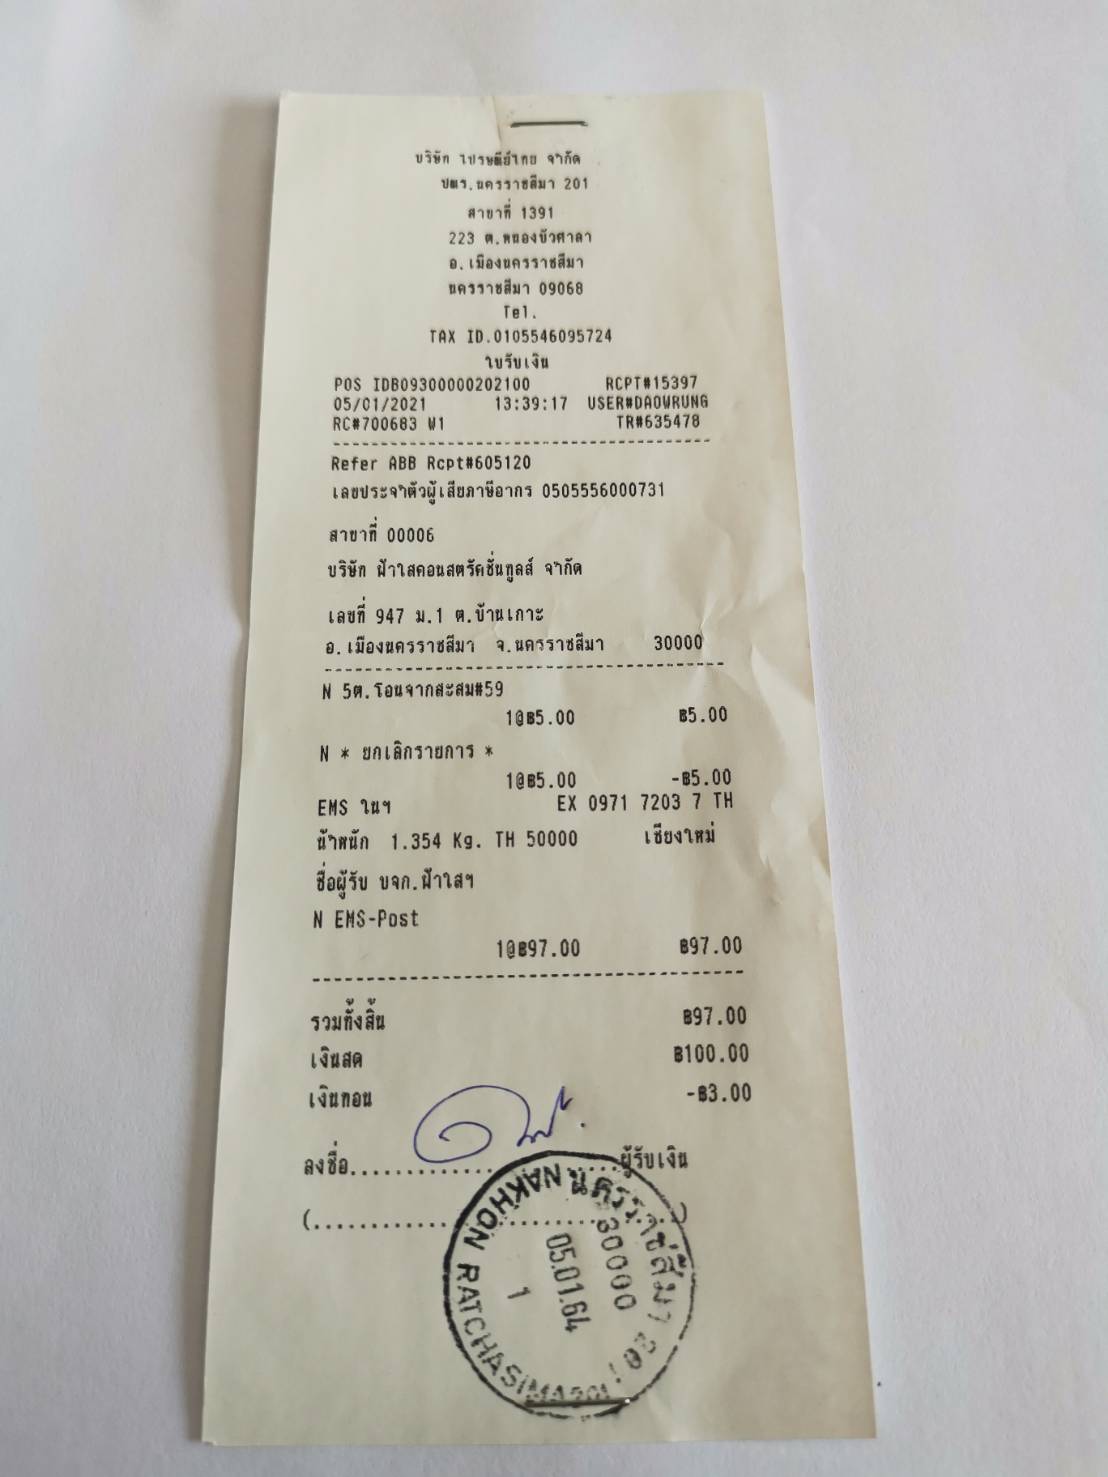 บริษัท ไปรษณีย์ไทย จำกัด
ปณร.นครราชสีมา 201
สาขาที่ 1391
223 ต.หนองบัวศาลา
อ.เมืองนครราชสีมา
นครราชสีมา 09068
Tel.
TAX ID.0105546095724
ใบรับเงิน
POS IDB09300000202100 RCPT#15397
05/01/2021 13:39:17 USER#DAOWRUNG
RC#700683 W1 TR#635478
Refer ABB Rcpt#605120
เลขประจำตัวผู้เสียภาษีอากร 0505556000731
สาขาที่ 00006
บริษัท ฟ้าใสคอนสตรัคชั่นทูลส์ จำกัด
เลขที่ 947 ม.1 ต.บ้านเกาะ
อ.เมืองนครราชสีมา จ.นครราชสีมา 30000
N 5ต.โอนจากสะสม#59
1@฿5.00 ฿5.00
N * ยกเลิกรายการ *
1@฿5.00 -฿5.00
EMS ในฯ EX 0971 7203 7 TH
น้ำหนัก 1.354 Kg. TH 50000 เชียงใหม่
ชื่อผู้รับ บจก.ฟ้าใสฯ
N EMS-Post
1@฿97.00 ฿97.00
รวมทั้งสิ้น ฿97.00
เงินสด ฿100.00
เงินทอน -฿3.00
ลงชื่อ...........................ผู้รับเงิน
(................................)
นครราชสีมา 201
30000
05.01.64
1
NAKHON RATCHASIMA 201